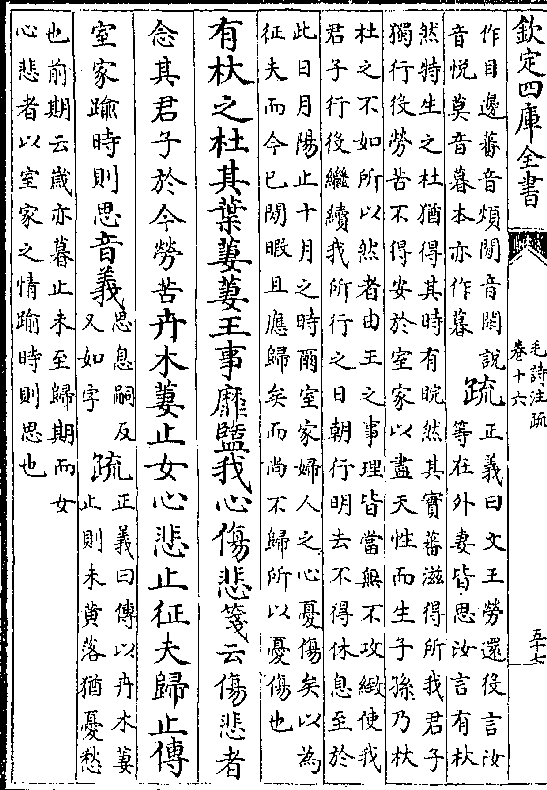 欽定四庫全書
毛詩注疏
卷十六
五十七
作目邊蕃音煩閒音閑說
音悅莫音暮本亦作暮
疏
正義曰文王勞還役言汝
等在外妻皆思汝言有杕
然特生之杜猶得其時有睆然其實蕃滋得所我君子
獨行役勞苦不得安於室家以盡天性而生子孫乃杕
杜之不如所以然者由王之事理皆當無不攻緻使我
君子行役繼續我所行之日朝行明去不得休息至於
此日月陽止十月之時爾室家婦人之心憂傷矣以為
征夫而今已閒暇且應歸矣而尚不歸所以憂傷也
有杕之杜其葉萋萋王事靡盬我心傷悲箋云傷悲者
念其君子於今勞苦卉木萋止女心悲止征夫歸止傳
室家踰時則思音義
思息嗣反
又如字
疏
正義曰傳以卉木萋
止則未黄落猶憂愁
也前期云歲亦暮止未至歸期而女
心悲者以室家之情踰時則思也